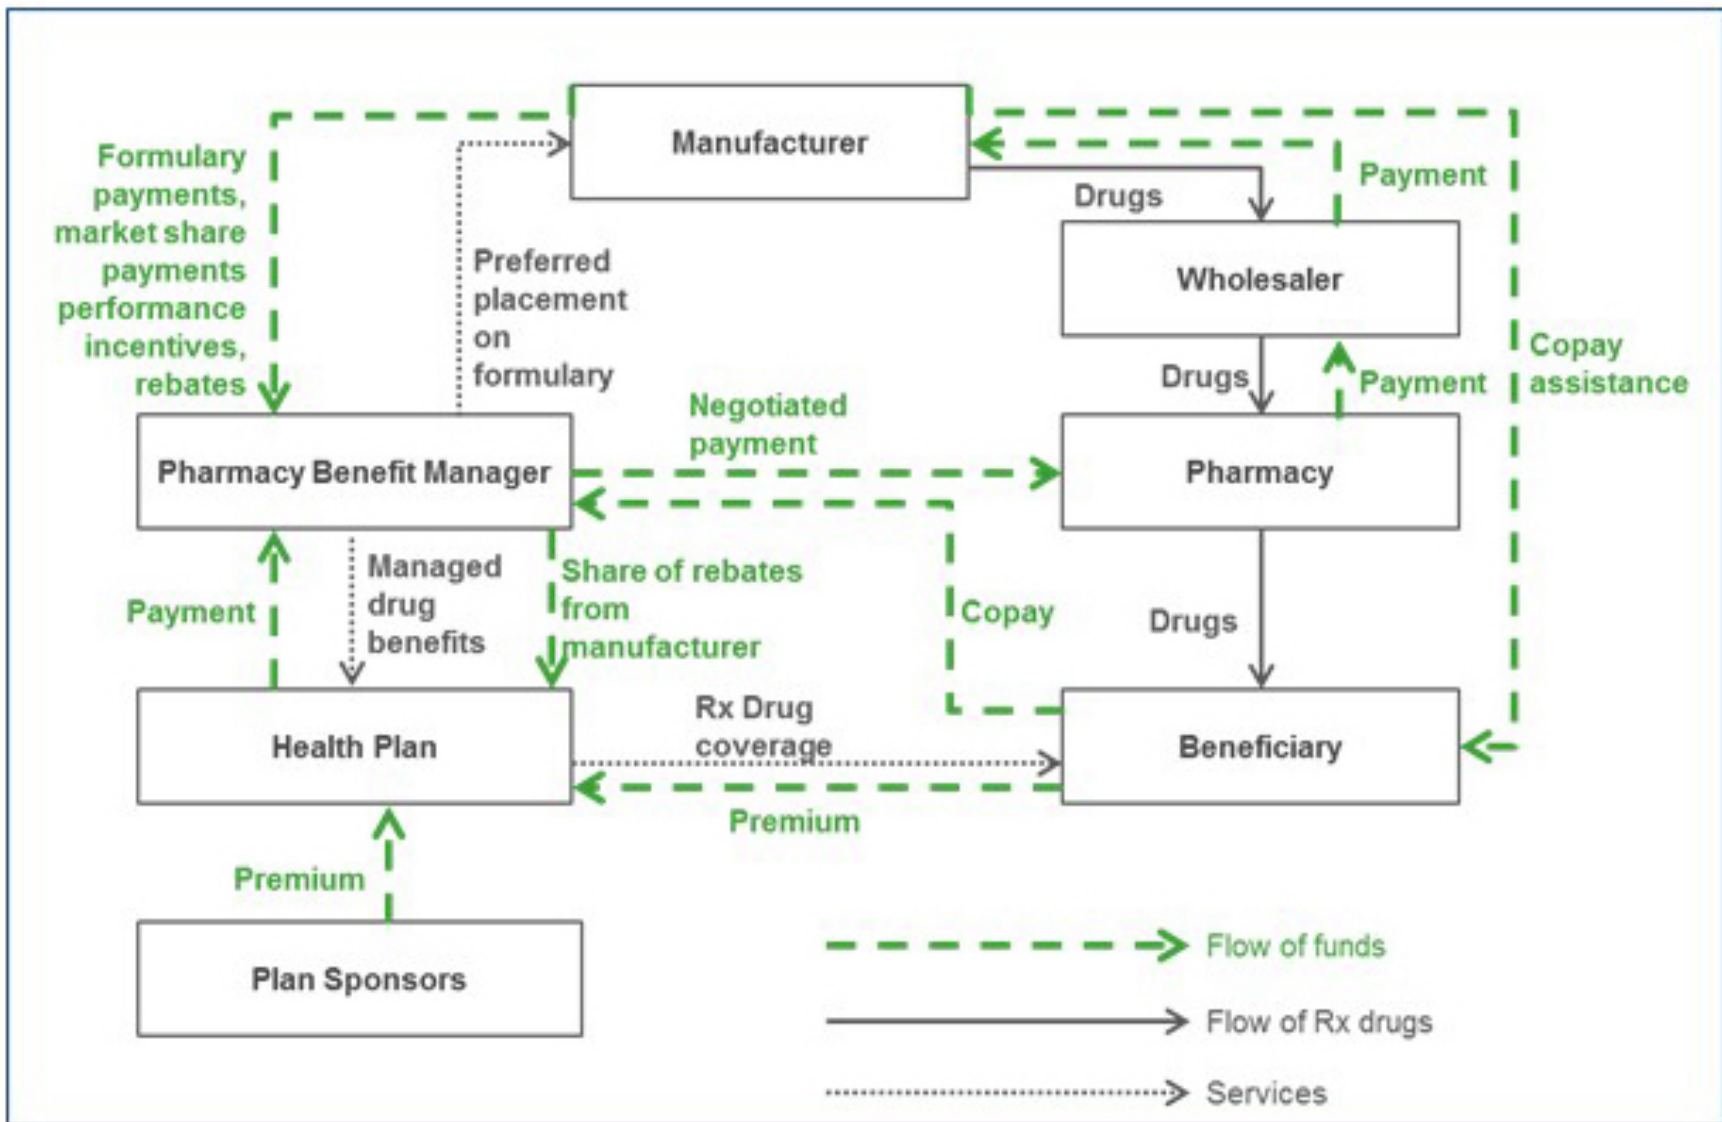 Manufacturer
Formulary
payments,
market share
payments
performance
incentives,
rebates
Preferred
placement
on
formulary
Drugs
Payment
Wholesaler
Drugs
Payment
Copay
assistance
Negotiated
payment
Pharmacy Benefit Manager
Pharmacy
Payment
Managed
drug
benefits
Share of rebates
from
manufacturer
Copay
Drugs
Health Plan
Rx Drug
coverage
Beneficiary
Premium
Premium
Plan Sponsors
Flow of funds
Flow of Rx drugs
Services